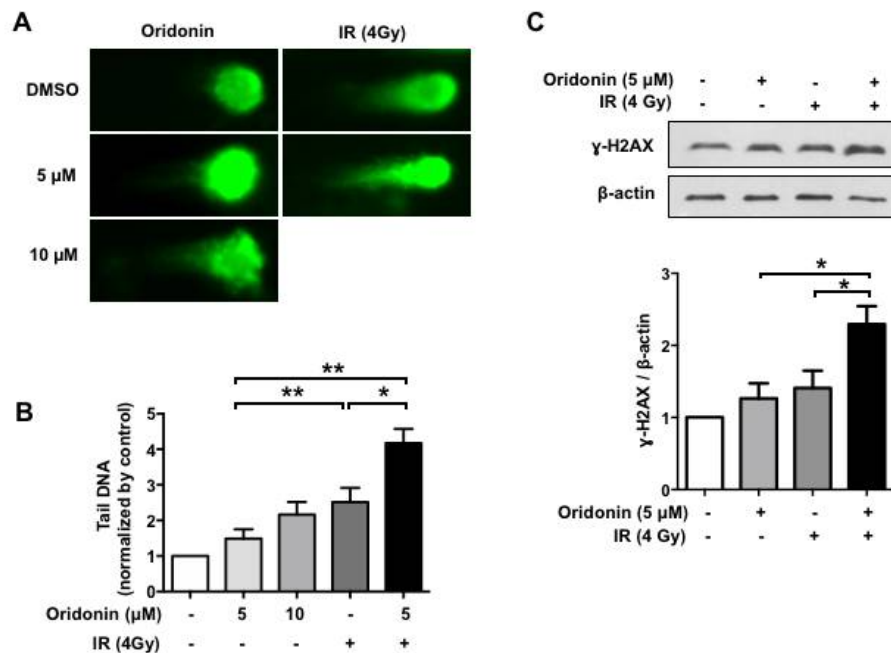 A
Oridonin IR (4Gy)
DMSO
5 µM
10 µM
B
** 
** *
Tail DNA
(normalized by control)
5
4
3
2
1
0
Oridonin (µM) - 5 10 - 5
IR (4Gy) - - - + +
C
Oridonin (5 µM) - + - +
IR (4 Gy) - - + +
ɣ-H2AX
β-actin
*
*
ɣ-H2AX / β-actin
3
2
1
0
Oridonin (5 µM) - + - +
IR (4 Gy) - - + +